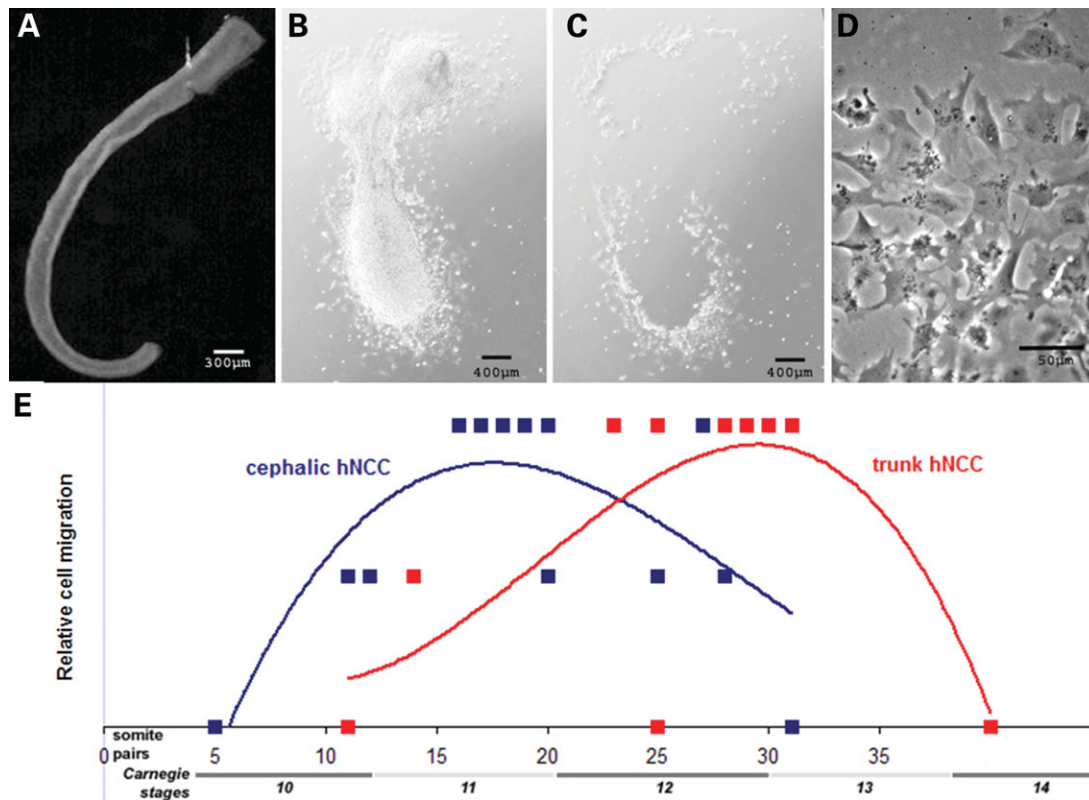 A
300µm
B
400µm
C
400µm
D
50µm
E
cephalic hNCC
trunk hNCC
Relative cell migration
0 somite pairs 5 10 15 20 25 30 35
Carnegie stages 10 11 12 13 14